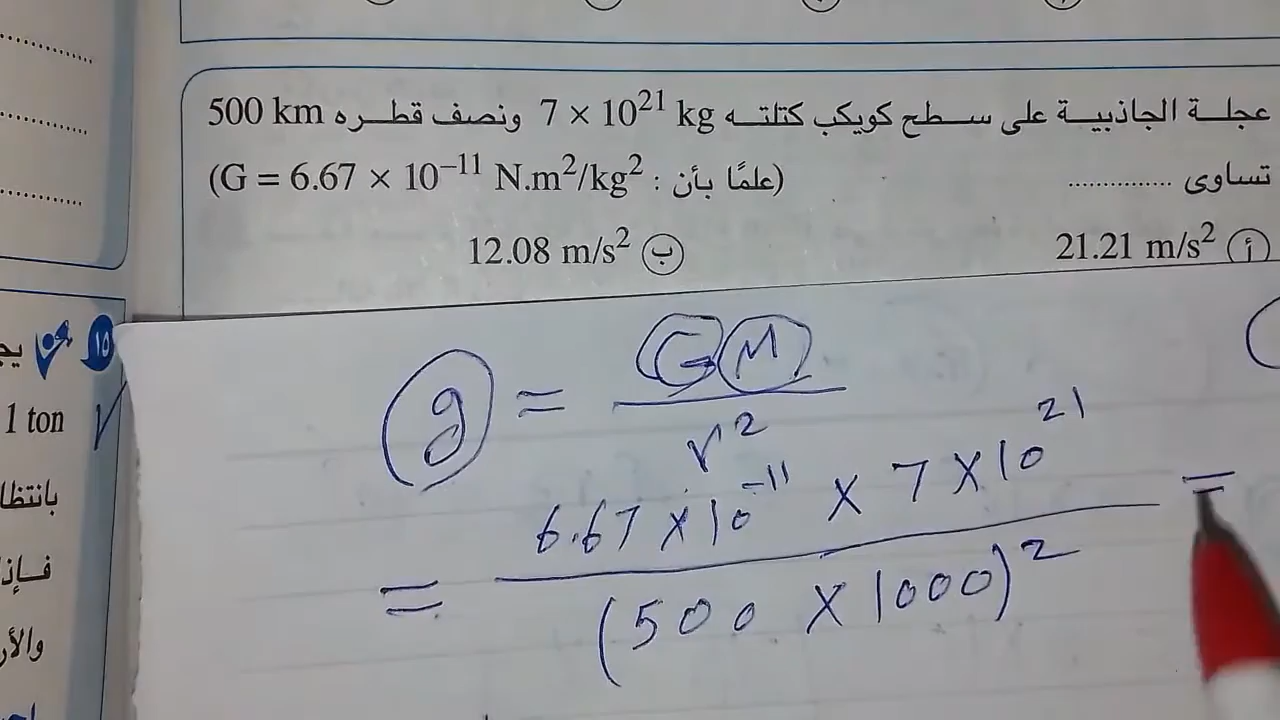 عجلة الجاذبية على سطح كويكب كتلته 7 × 10²¹ kg ونصف قطره 500 km
تساوى ............... (علمًا بأن : G = 6.67 × 10⁻¹¹ N.m²/kg²)
أ 21.21 m/s² ب 12.08 m/s²
g = GM / r²
= 6.67 × 10⁻¹¹ × 7 × 10²¹ / (500 × 1000)² =
١٥
1 ton
والأر